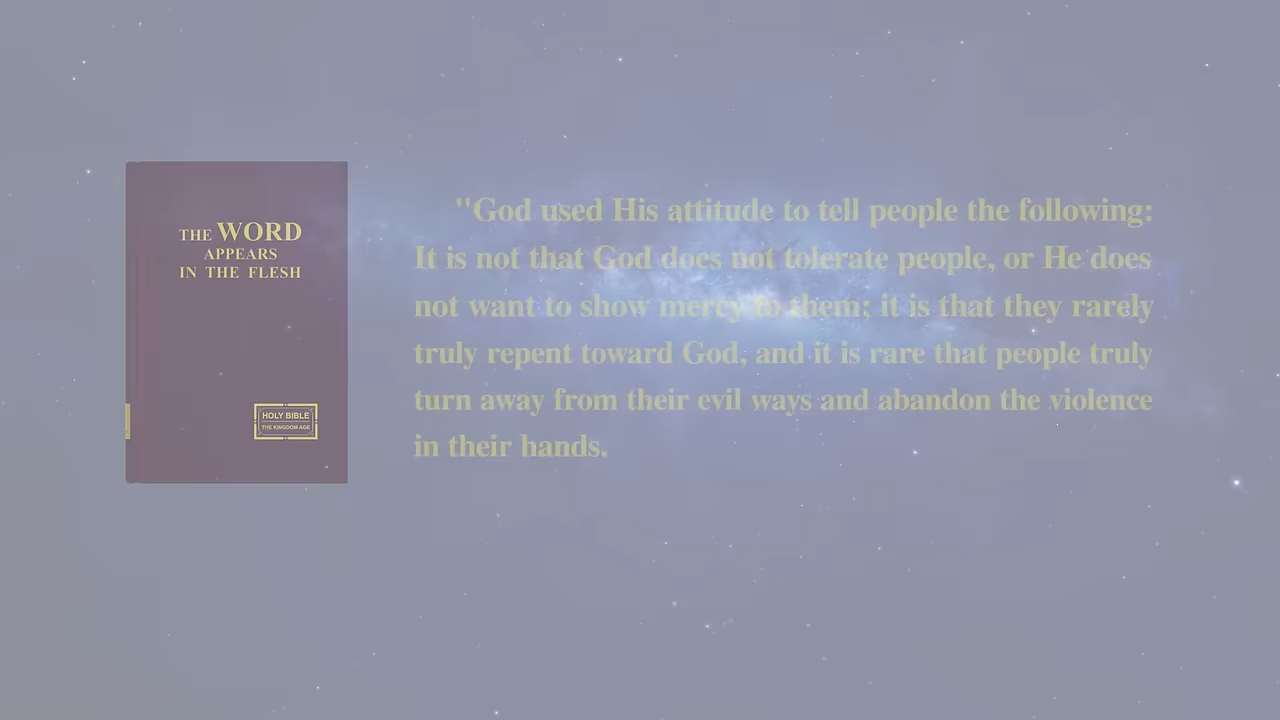 THE WORD
APPEARS
IN THE FLESH
HOLY BIBLE
THE KINGDOM AGE
"God used His attitude to tell people the following:
It is not that God does not tolerate people, or He does
not want to show mercy to them; it is that they rarely
truly repent toward God, and it is rare that people truly
turn away from their evil ways and abandon the violence
in their hands.